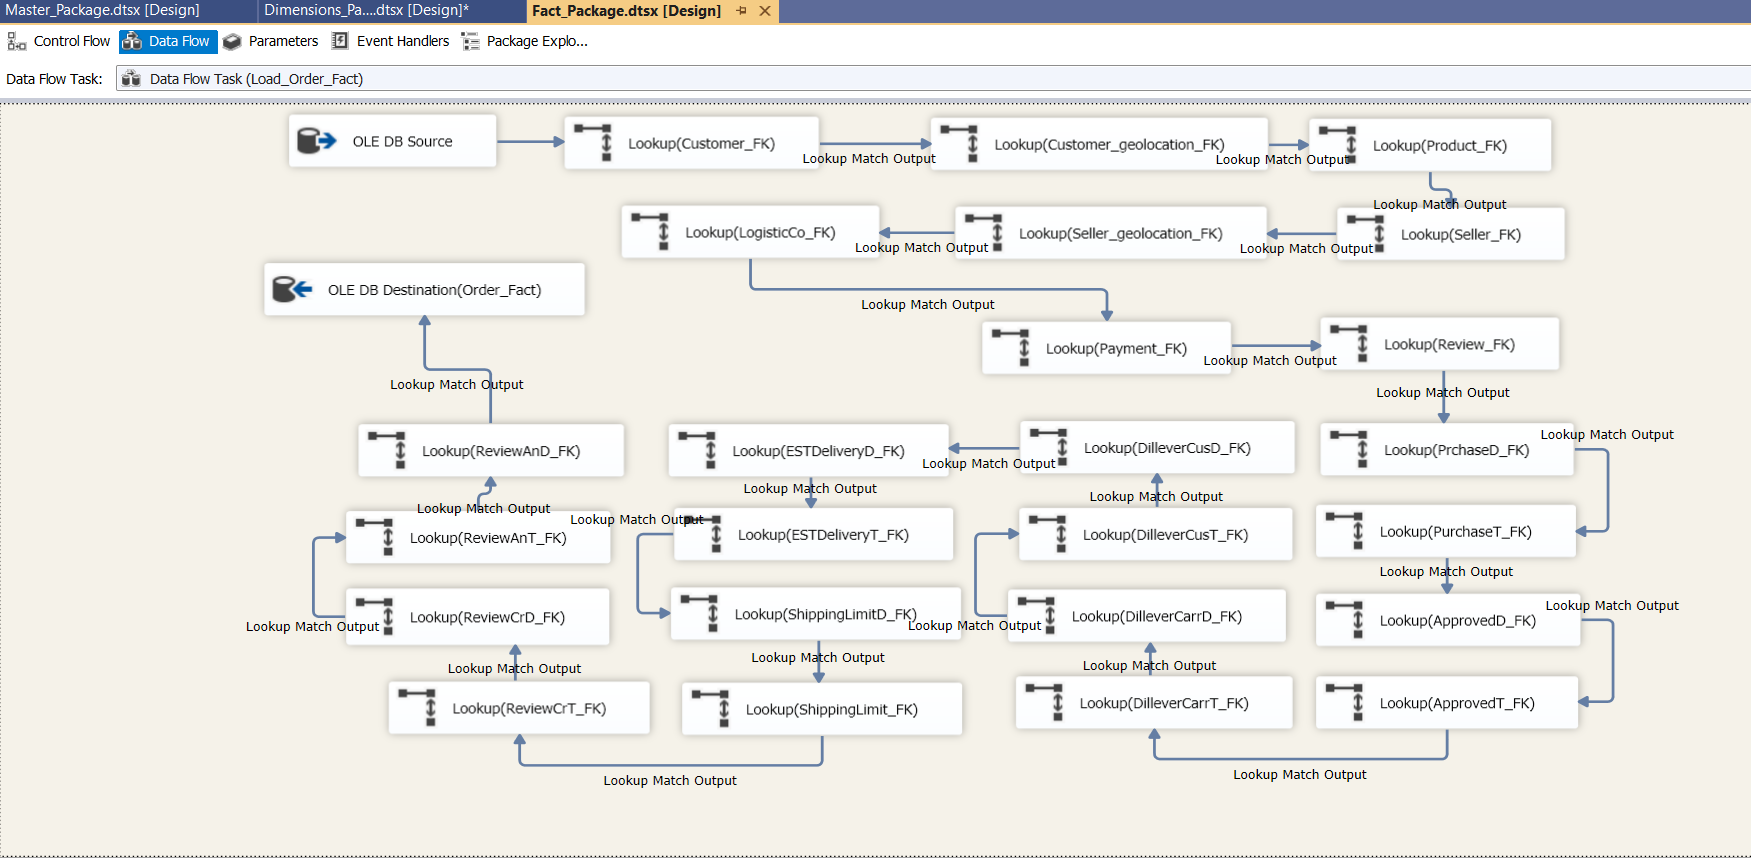 Master_Package.dtsx [Design]
Dimensions_Pa....dtsx [Design]*
Fact_Package.dtsx [Design]
Control Flow
Data Flow
Parameters
Event Handlers
Package Explo...
Data Flow Task:
Data Flow Task (Load_Order_Fact)
OLE DB Source
Lookup(Customer_FK)
Lookup Match Output
Lookup(Customer_geolocation_FK)
Lookup Match Output
Lookup(Product_FK)
Lookup Match Output
Lookup(Seller_FK)
Lookup Match Output
Lookup(Seller_geolocation_FK)
Lookup Match Output
Lookup(LogisticCo_FK)
Lookup Match Output
Lookup(Payment_FK)
Lookup Match Output
Lookup(Review_FK)
Lookup Match Output
Lookup(PrchaseD_FK)
Lookup Match Output
Lookup(PurchaseT_FK)
Lookup Match Output
Lookup(ApprovedD_FK)
Lookup Match Output
Lookup(ApprovedT_FK)
Lookup Match Output
Lookup(DilleverCarrT_FK)
Lookup Match Output
Lookup(DilleverCarrD_FK)
Lookup Match Output
Lookup(DilleverCusT_FK)
Lookup Match Output
Lookup(DilleverCusD_FK)
Lookup Match Output
Lookup(ESTDeliveryD_FK)
Lookup Match Output
Lookup(ESTDeliveryT_FK)
Lookup Match Output
Lookup(ShippingLimitD_FK)
Lookup Match Output
Lookup(ShippingLimit_FK)
Lookup Match Output
Lookup(ReviewCrT_FK)
Lookup Match Output
Lookup(ReviewCrD_FK)
Lookup Match Output
Lookup(ReviewAnT_FK)
Lookup Match Output
Lookup(ReviewAnD_FK)
Lookup Match Output
OLE DB Destination(Order_Fact)